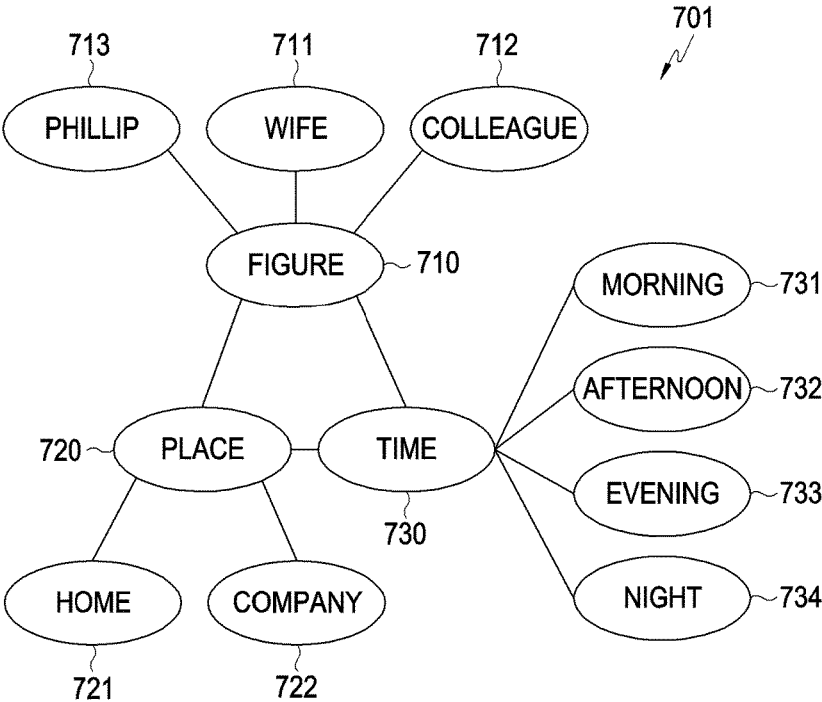 701
713
711
712
PHILLIP
WIFE
COLLEAGUE
FIGURE
710
MORNING
731
AFTERNOON
732
720
PLACE
TIME
730
EVENING
733
HOME
COMPANY
NIGHT
734
721
722